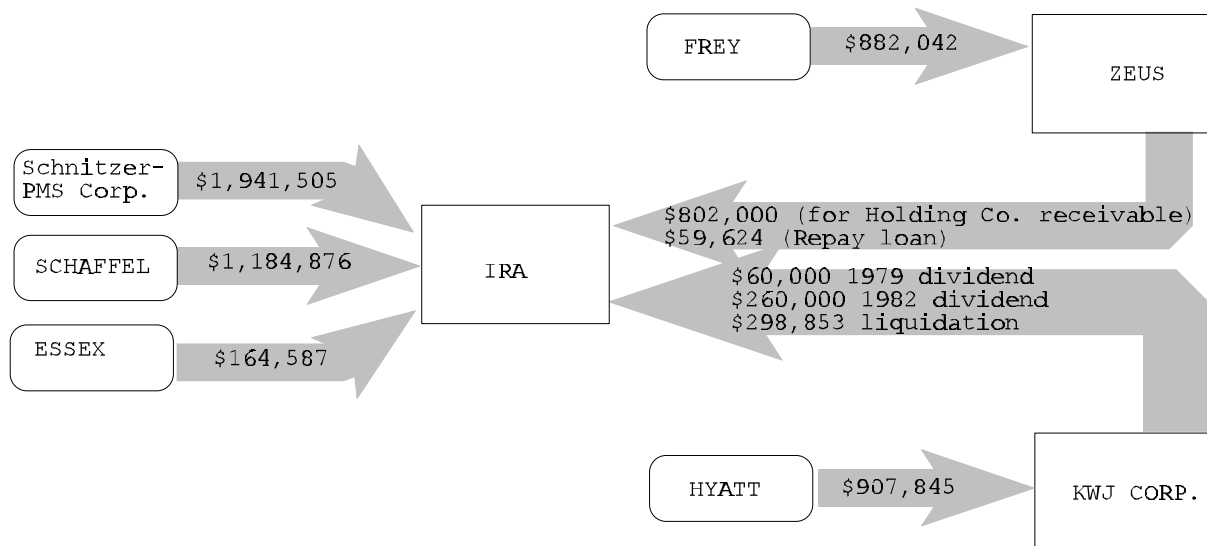 FREY
$882,042
ZEUS
Schnitzer-
PMS Corp.
$1,941,505
$802,000 (for Holding Co. receivable)
$59,624 (Repay loan)
SCHAFFEL
$1,184,876
IRA
$60,000 1979 dividend
$260,000 1982 dividend
$298,853 liquidation
ESSEX
$164,587
HYATT
$907,845
KWJ CORP.